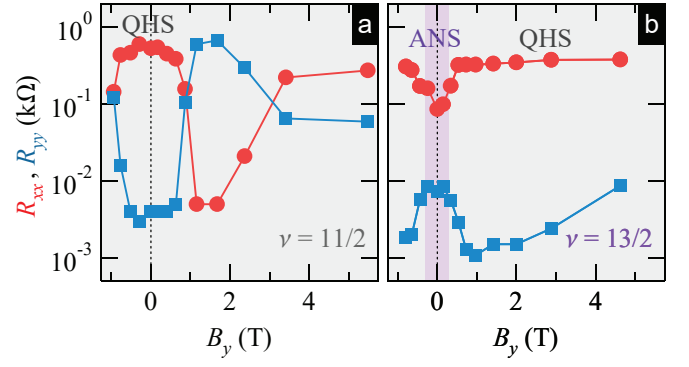 QHS a
ANS QHS b
R_xx, R_yy (kΩ)
10^0
10^-1
10^-2
10^-3
ν = 11/2
ν = 13/2
0 2 4
0 2 4
B_y (T)
B_y (T)